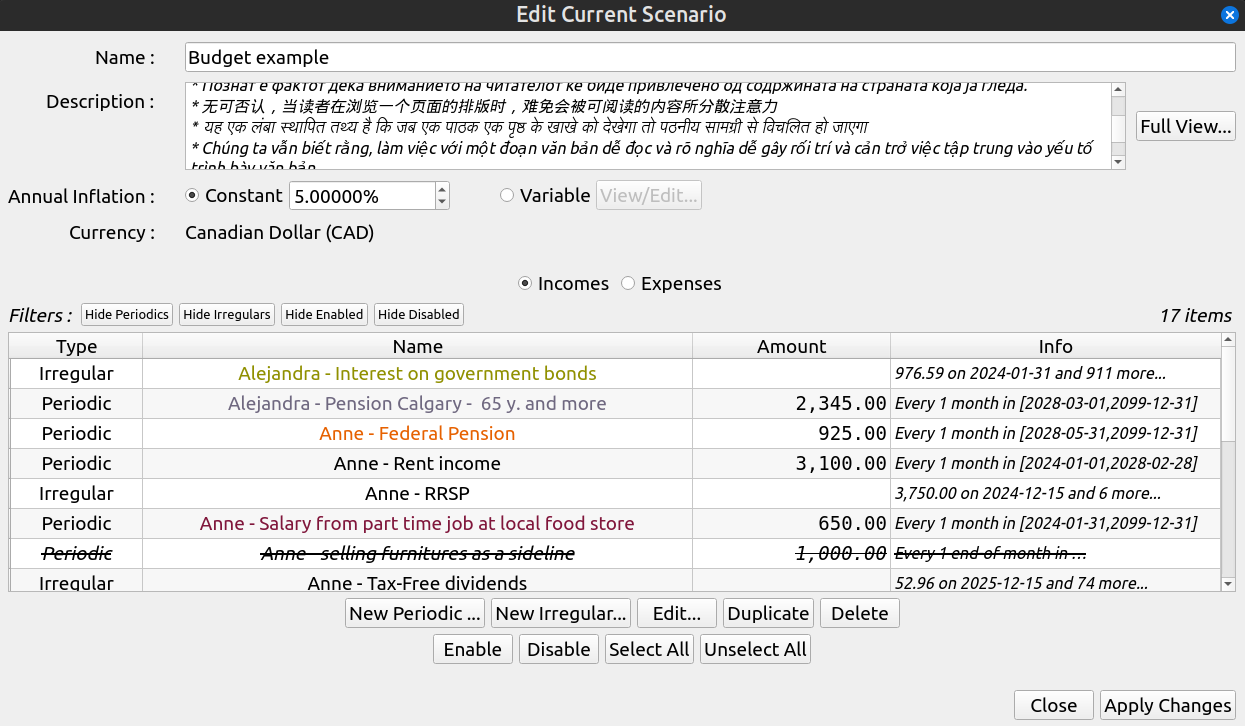 Edit Current Scenario
Name : Budget example
Description :
* Познат е фактот дека вниманието на читателот ќе биде привлечено од содржината на страната која ја гледа.
* 无可否认，当读者在浏览一个页面的排版时，难免会被可阅读的内容所分散注意力
* यह एक लंबा स्थापित तथ्य है कि जब एक पाठक एक पृष्ठ के खाखे को देखेगा तो पठनीय सामग्री से विचलित हो जाएगा
* Chúng ta vẫn biết rằng, làm việc với một đoạn văn bản dễ đọc và rõ nghĩa dễ gây rối trí và cản trở việc tập trung vào yếu tố
trình bày văn bản
Full View...
Annual Inflation : Constant 5.00000% Variable View/Edit...
Currency : Canadian Dollar (CAD)
Incomes Expenses
Filters : Hide Periodics Hide Irregulars Hide Enabled Hide Disabled 17 items
Type Name Amount Info
Irregular Alejandra - Interest on government bonds 976.59 on 2024-01-31 and 911 more...
Periodic Alejandra - Pension Calgary - 65 y. and more 2,345.00 Every 1 month in [2028-03-01,2099-12-31]
Periodic Anne - Federal Pension 925.00 Every 1 month in [2028-05-31,2099-12-31]
Periodic Anne - Rent income 3,100.00 Every 1 month in [2024-01-01,2028-02-28]
Irregular Anne - RRSP 3,750.00 on 2024-12-15 and 6 more...
Periodic Anne - Salary from part time job at local food store 650.00 Every 1 month in [2024-01-31,2099-12-31]
Periodic Anne - selling furnitures as a sideline 1,000.00 Every 1 end-of-month in ...
Irregular Anne - Tax-Free dividends 52.96 on 2025-12-15 and 74 more...
New Periodic ... New Irregular... Edit... Duplicate Delete
Enable Disable Select All Unselect All
Close Apply Changes